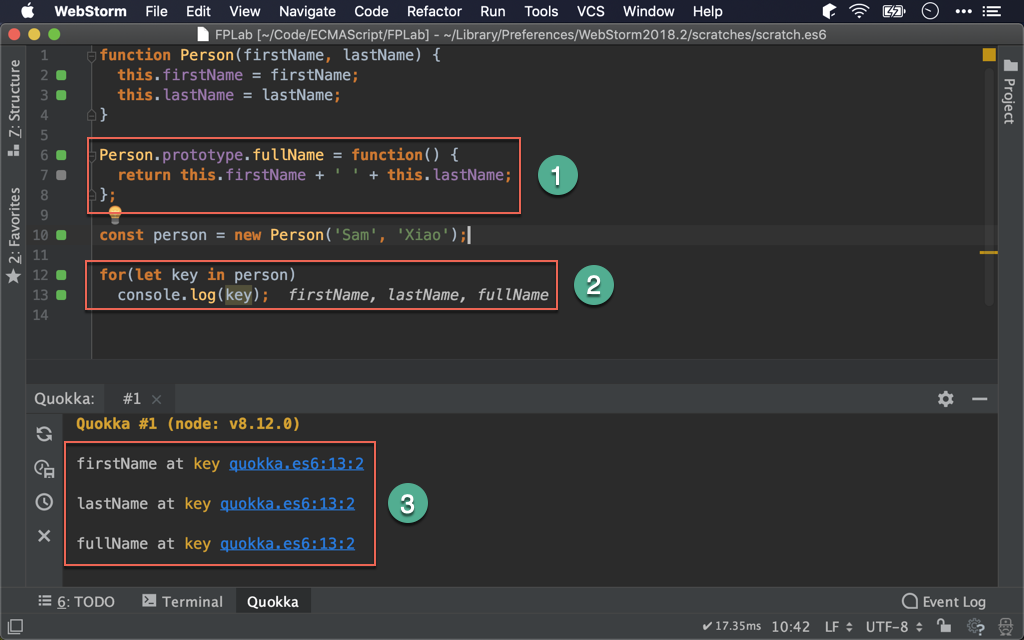 WebStorm File Edit View Navigate Code Refactor Run Tools VCS Window Help
FPLab [~/Code/ECMAScript/FPLab] - ~/Library/Preferences/WebStorm2018.2/scratches/scratch.es6
7: Structure
2: Favorites
Project
1 function Person(firstName, lastName) {
2 this.firstName = firstName;
3 this.lastName = lastName;
4 }
5
6 Person.prototype.fullName = function() {
7 return this.firstName + ' ' + this.lastName;
8 };
1
9
10 const person = new Person('Sam', 'Xiao');
11
12 for(let key in person)
13 console.log(key); firstName, lastName, fullName
2
14
Quokka: #1
Quokka #1 (node: v8.12.0)
firstName at key quokka.es6:13:2
lastName at key quokka.es6:13:2
fullName at key quokka.es6:13:2
3
6: TODO Terminal Quokka Event Log
✔ 17.35ms 10:42 LF UTF-8